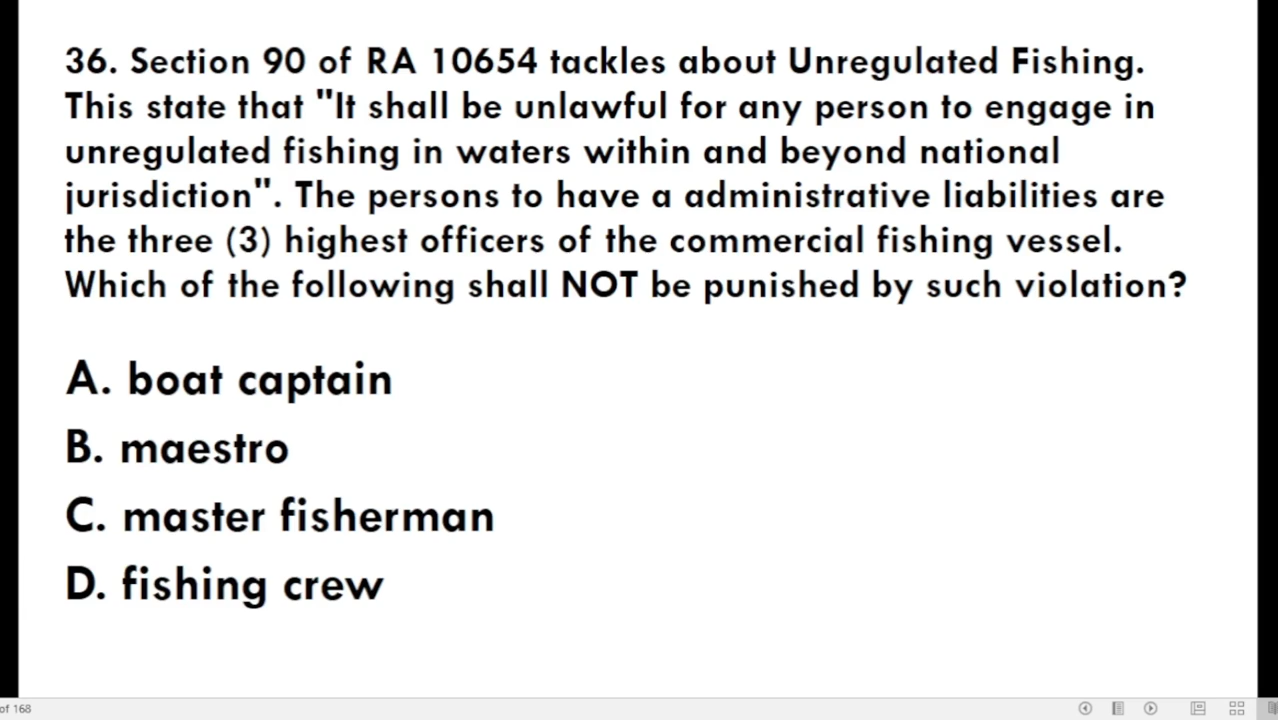 36. Section 90 of RA 10654 tackles about Unregulated Fishing.
This state that "It shall be unlawful for any person to engage in
unregulated fishing in waters within and beyond national
jurisdiction". The persons to have a administrative liabilities are
the three (3) highest officers of the commercial fishing vessel.
Which of the following shall NOT be punished by such violation?
A. boat captain
B. maestro
C. master fisherman
D. fishing crew
of 168